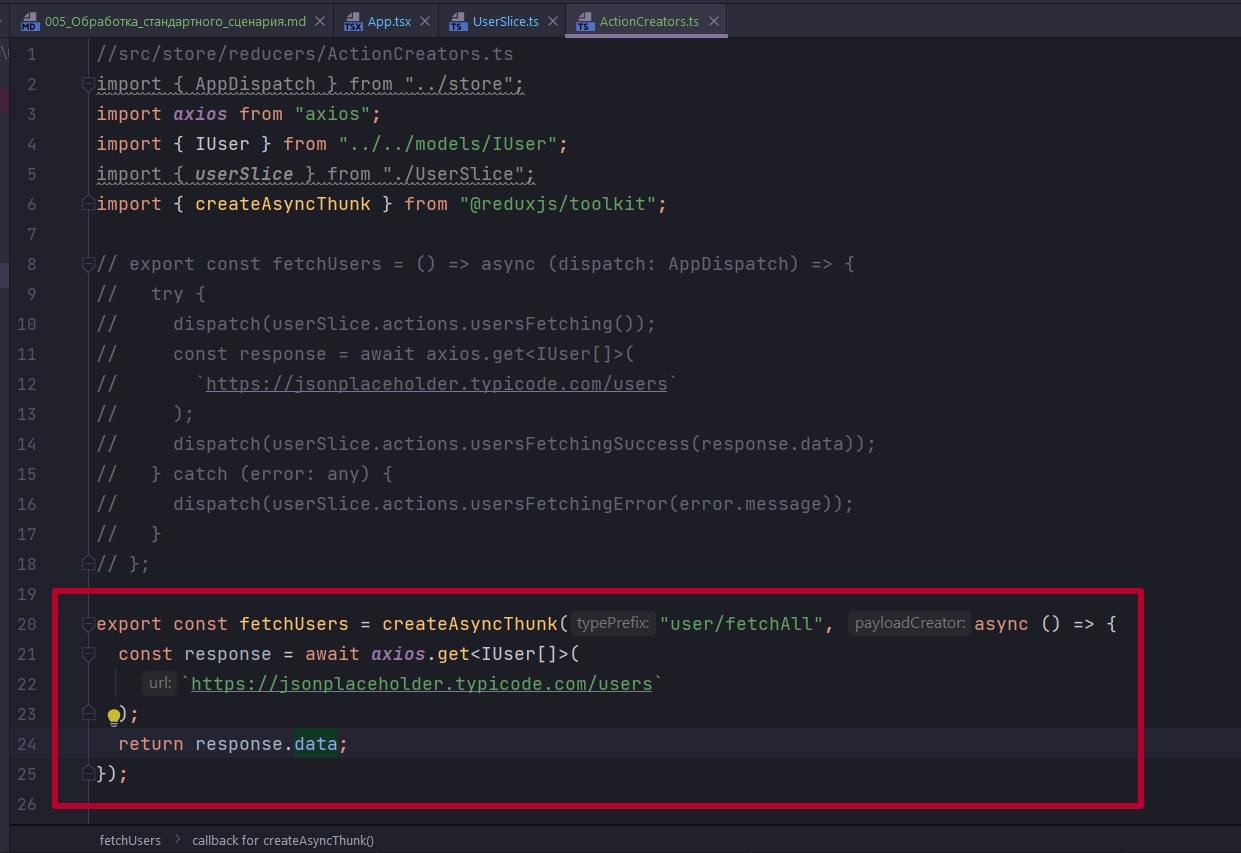 MD 005_Обработка_стандартного_сценария.md TSX App.tsx TS UserSlice.ts TS ActionCreators.ts
1 //src/store/reducers/ActionCreators.ts
2 import { AppDispatch } from "../store";
3 import axios from "axios";
4 import { IUser } from "../../models/IUser";
5 import { userSlice } from "./UserSlice";
6 import { createAsyncThunk } from "@reduxjs/toolkit";
7
8 // export const fetchUsers = () => async (dispatch: AppDispatch) => {
9 //   try {
10 //     dispatch(userSlice.actions.usersFetching());
11 //     const response = await axios.get<IUser[]>(
12 //       `https://jsonplaceholder.typicode.com/users`
13 //     );
14 //     dispatch(userSlice.actions.usersFetchingSuccess(response.data));
15 //   } catch (error: any) {
16 //     dispatch(userSlice.actions.usersFetchingError(error.message));
17 //   }
18 // };
19
20 export const fetchUsers = createAsyncThunk( typePrefix: "user/fetchAll", payloadCreator: async () => {
21   const response = await axios.get<IUser[]>(
22     url: `https://jsonplaceholder.typicode.com/users`
23   );
24   return response.data;
25 });
26
fetchUsers > callback for createAsyncThunk()